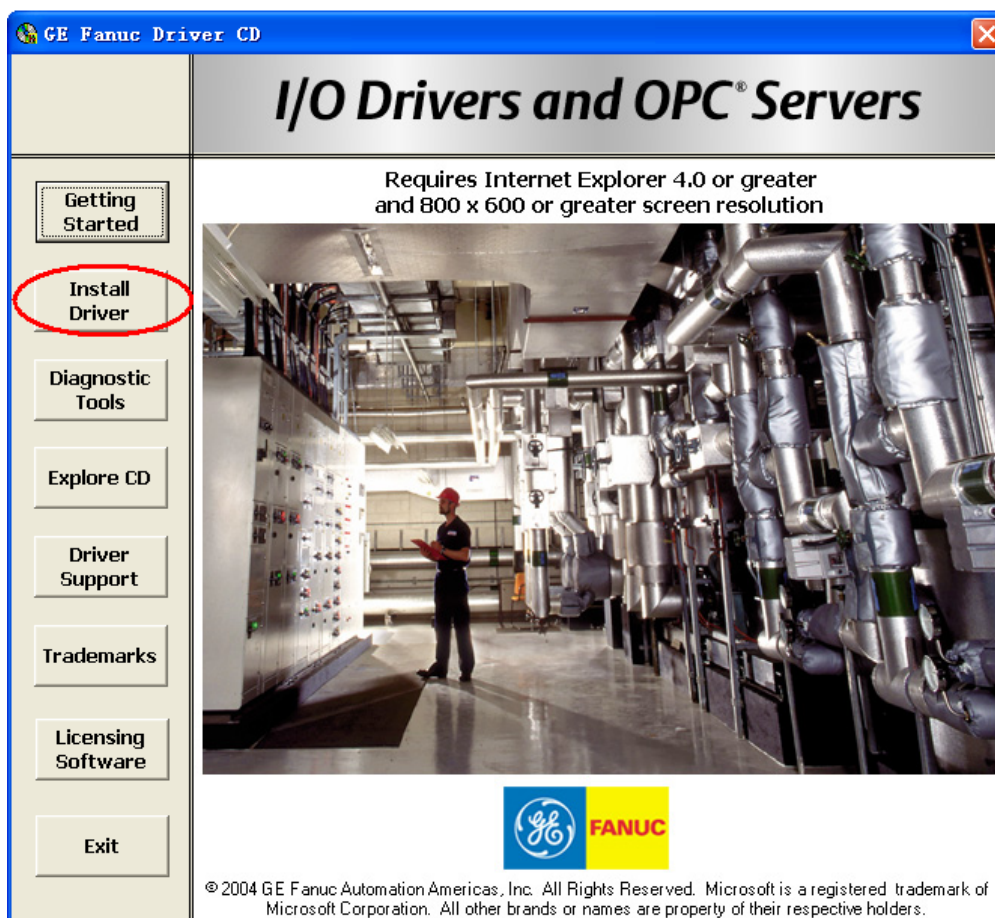 GE Fanuc Driver CD
I/O Drivers and OPC® Servers
Requires Internet Explorer 4.0 or greater
and 800 x 600 or greater screen resolution
Getting
Started
Install
Driver
Diagnostic
Tools
Explore CD
Driver
Support
Trademarks
Licensing
Software
Exit
GE
FANUC
© 2004 GE Fanuc Automation Americas, Inc. All Rights Reserved. Microsoft is a registered trademark of
Microsoft Corporation. All other brands or names are property of their respective holders.